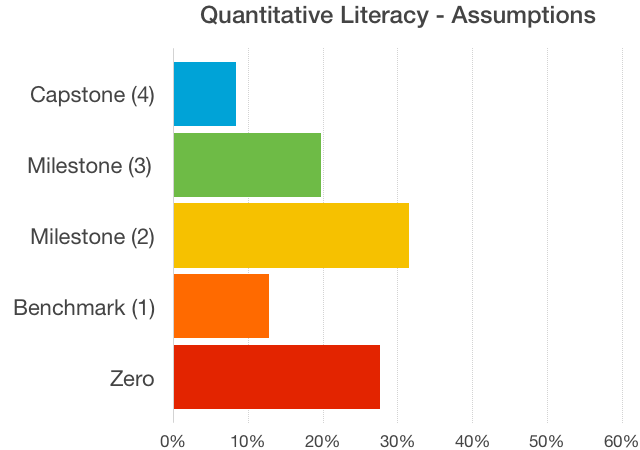 Quantitative Literacy - Assumptions
Capstone (4)
Milestone (3)
Milestone (2)
Benchmark (1)
Zero
0% 10% 20% 30% 40% 50% 60%